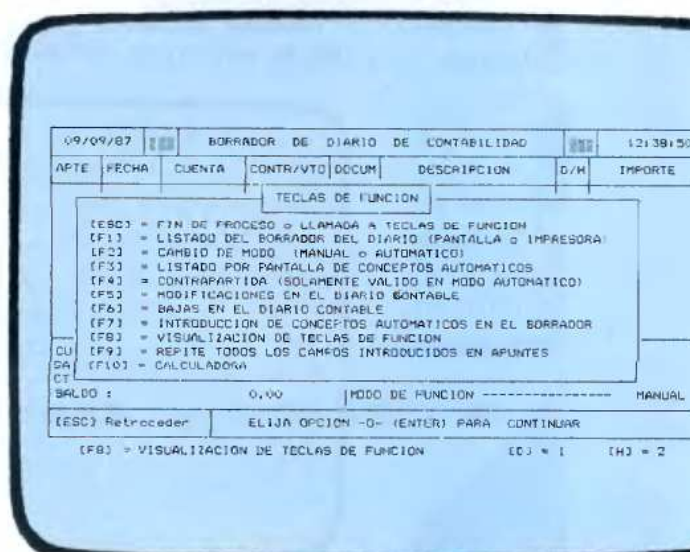 09/09/87 BORRADOR DE DIARIO DE CONTABILIDAD 12:38:50
APTE FECHA CUENTA CONTR/VTO DOCUM DESCRIPCION D/H IMPORTE
TECLAS DE FUNCION
[ESC] = FIN DE PROCESO o LLAMADA A TECLAS DE FUNCION
[F1] = LISTADO DEL BORRADOR DEL DIARIO (PANTALLA o IMPRESORA)
[F2] = CAMBIO DE MODO (MANUAL o AUTOMATICO)
[F3] = LISTADO POR PANTALLA DE CONCEPTOS AUTOMATICOS
[F4] = CONTRAPARTIDA (SOLAMENTE VALIDO EN MODO AUTOMATICO)
[F5] = MODIFICACIONES EN EL DIARIO CONTABLE
[F6] = BAJAS EN EL DIARIO CONTABLE
[F7] = INTRODUCCION DE CONCEPTOS AUTOMATICOS EN EL BORRADOR
[F8] = VISUALIZACION DE TECLAS DE FUNCION
CU [F9] = REPITE TODOS LOS CAMPOS INTRODUCIDOS EN APUNTES
SA [F10] = CALCULADORA
CT
SALDO : 0.00 MODO DE FUNCION ---------------- MANUAL
[ESC] Retroceder ELIJA OPCION -O- [ENTER] PARA CONTINUAR
[F8] = VISUALIZACION DE TECLAS DE FUNCION [D] = 1 [H] = 2